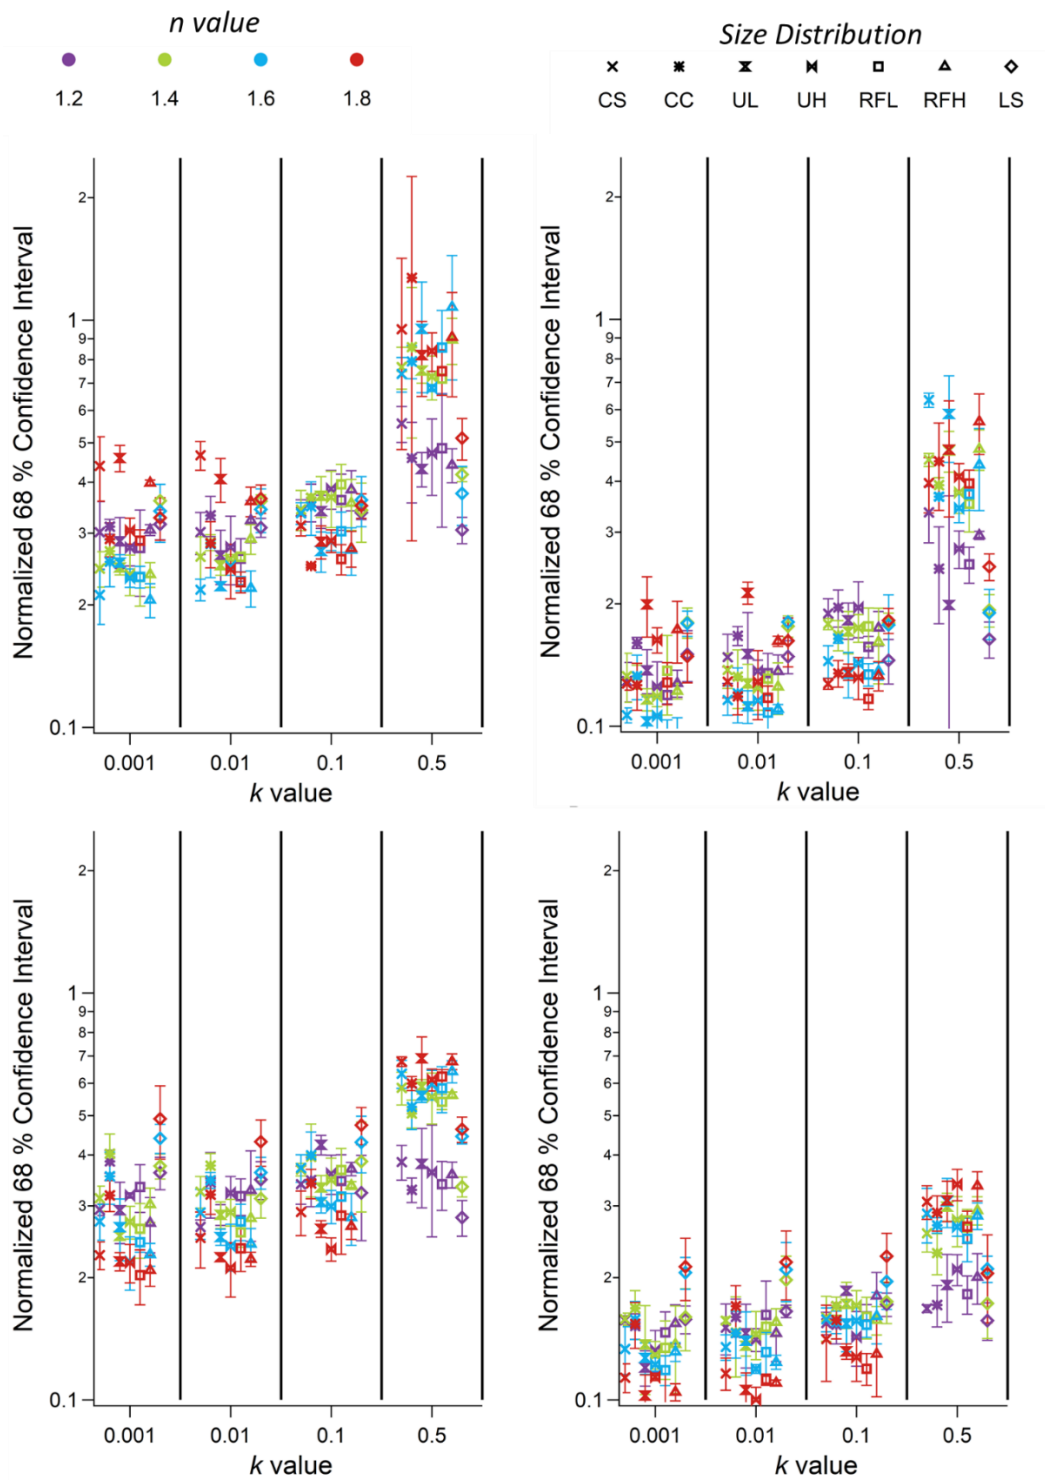 n value
1.2 1.4 1.6 1.8
Size Distribution
CS CC UL UH RFL RFH LS
Normalized 68 % Confidence Interval
2
1
9
8
7
6
5
4
3
2
0.1
0.001 0.01 0.1 0.5
k value
Normalized 68 % Confidence Interval
2
1
9
8
7
6
5
4
3
2
0.1
0.001 0.01 0.1 0.5
k value
Normalized 68 % Confidence Interval
2
1
9
8
7
6
5
4
3
2
0.1
0.001 0.01 0.1 0.5
k value
Normalized 68 % Confidence Interval
2
1
9
8
7
6
5
4
3
2
0.1
0.001 0.01 0.1 0.5
k value